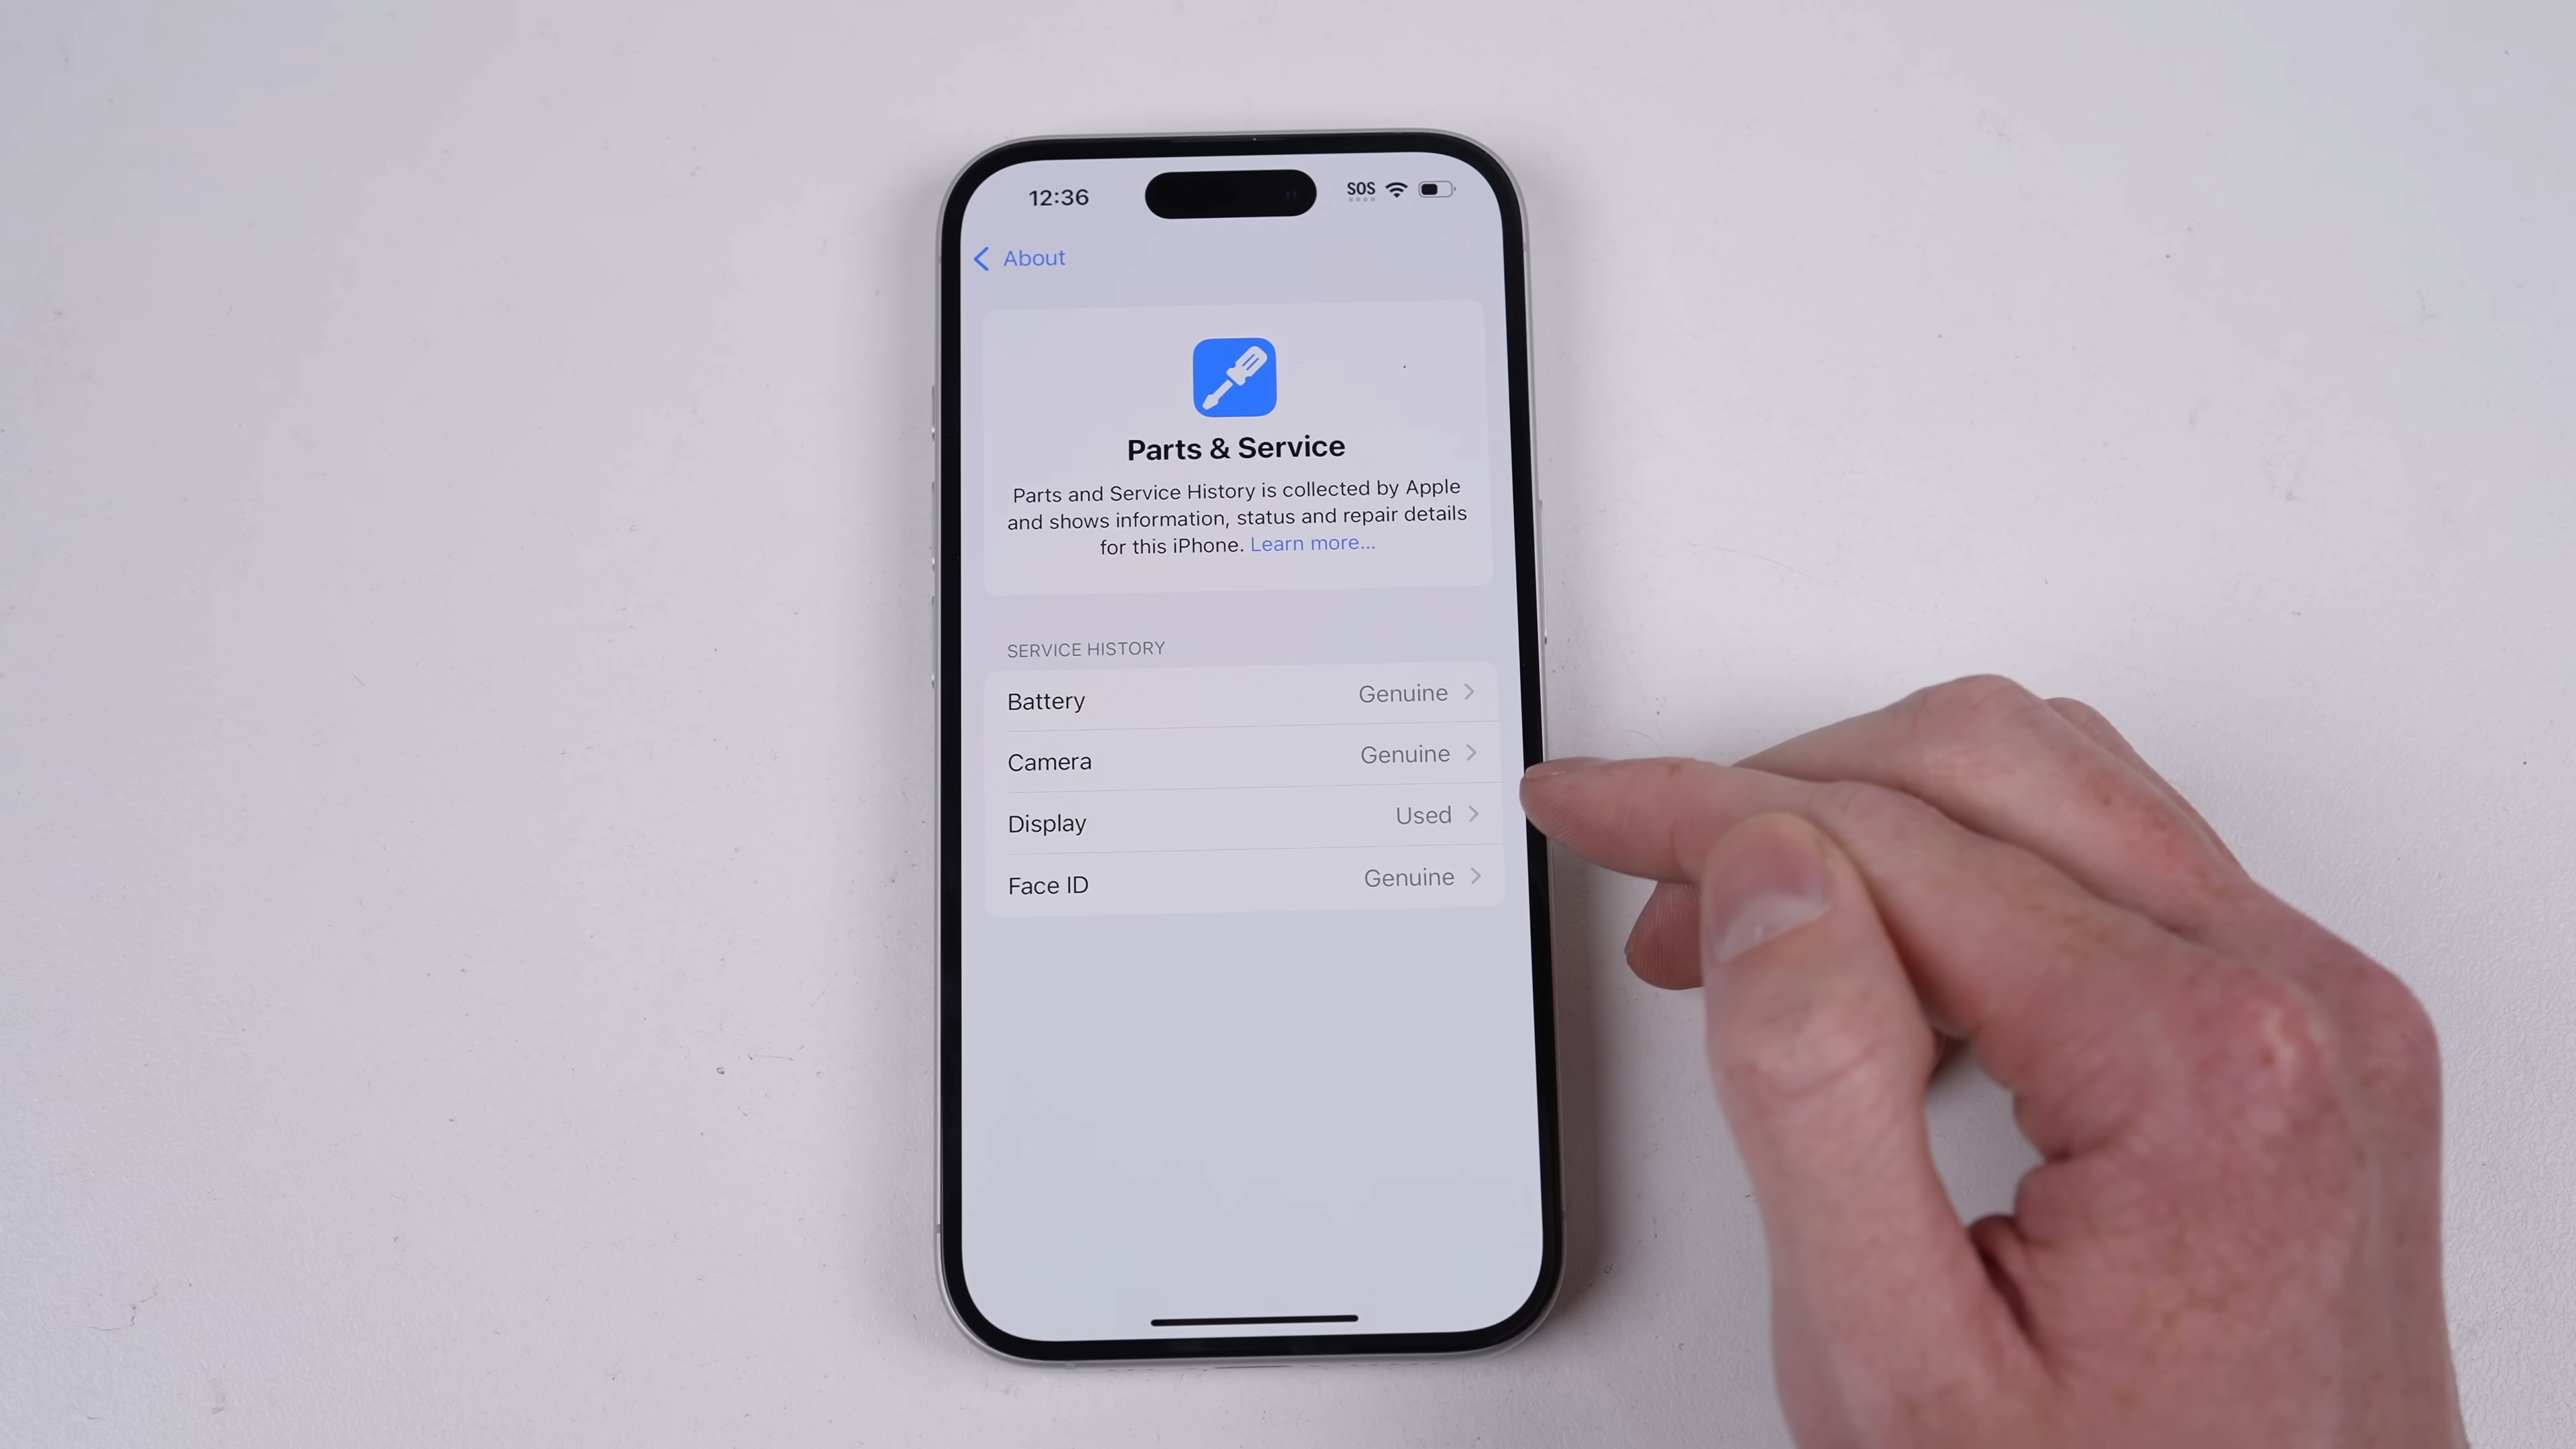 12:36
SOS
About
Parts & Service
Parts and Service History is collected by Apple
and shows information, status and repair details
for this iPhone. Learn more...
SERVICE HISTORY
Battery Genuine
Camera Genuine
Display Used
Face ID Genuine